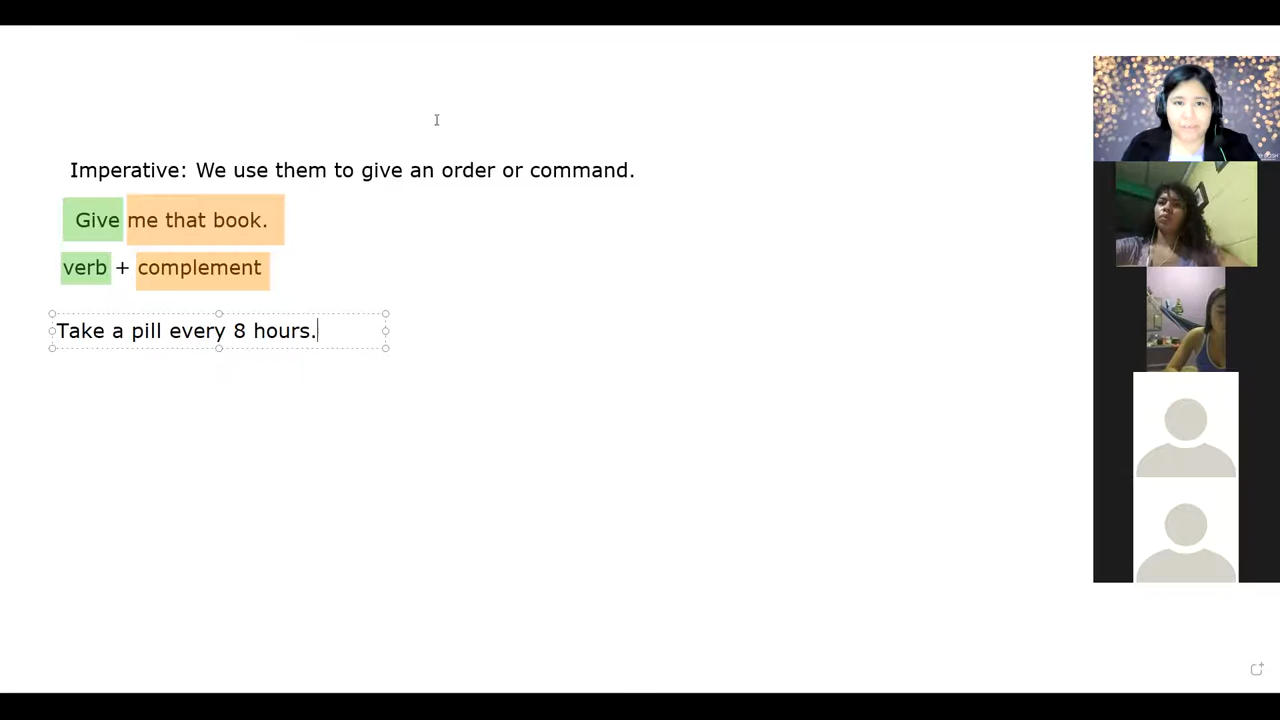 Imperative: We use them to give an order or command.
Give me that book.
verb + complement
Take a pill every 8 hours.